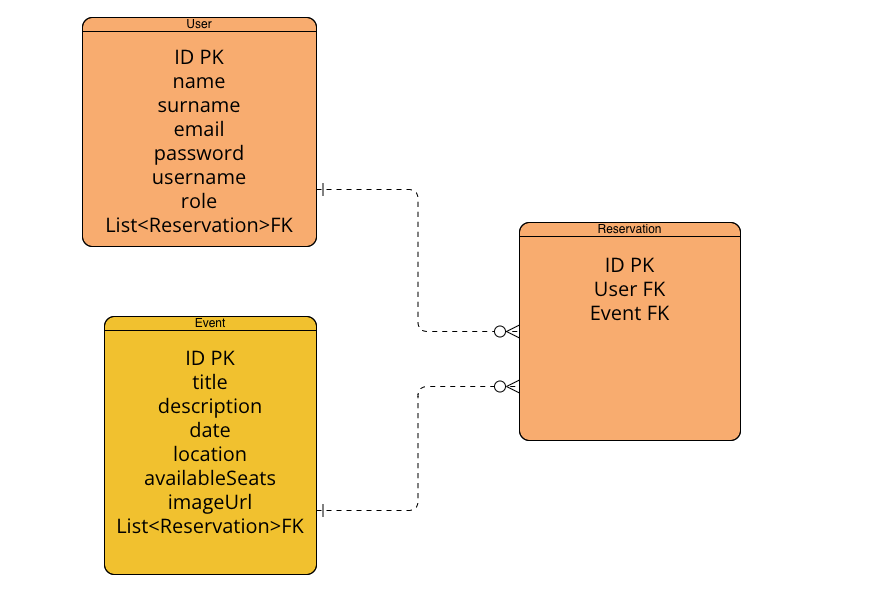 User
ID PK
name
surname
email
password
username
role
List<Reservation>FK
Reservation
ID PK
User FK
Event FK
Event
ID PK
title
description
date
location
availableSeats
imageUrl
List<Reservation>FK